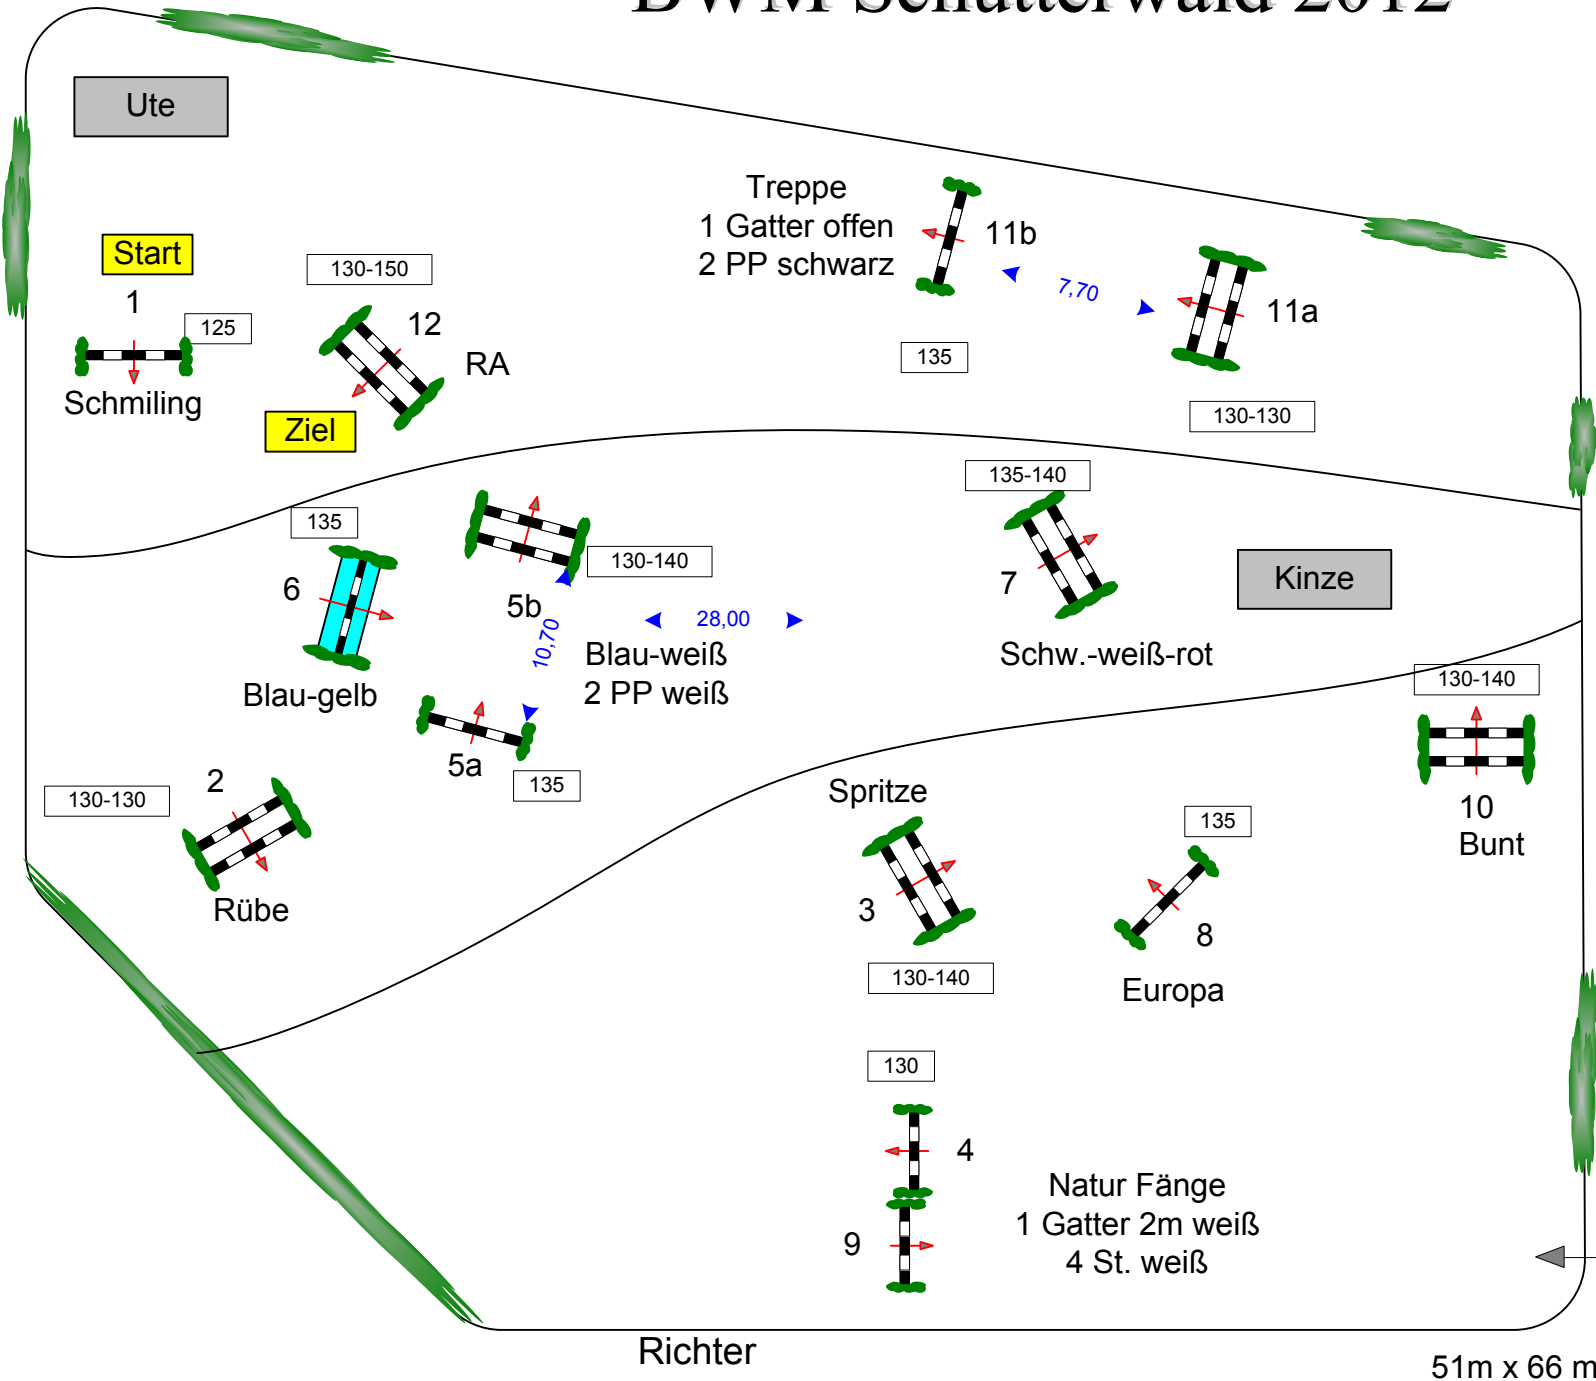 BWM Schutterwald 2012
Ute
Start
1
125
Schmiling
130-150
12
RA
Ziel
Treppe
1 Gatter offen
2 PP schwarz
11b
7,70
11a
135
130-130
135
6
Blau-gelb
130-140
5b
10,70
28,00
Blau-weiß
2 PP weiß
5a
135
135-140
7
Schw.-weiß-rot
Kinze
130-140
10
Bunt
2
130-130
Rübe
Spritze
3
130-140
135
8
Europa
130
4
9
Natur Fänge
1 Gatter 2m weiß
4 St. weiß
Richter
51m x 66 m